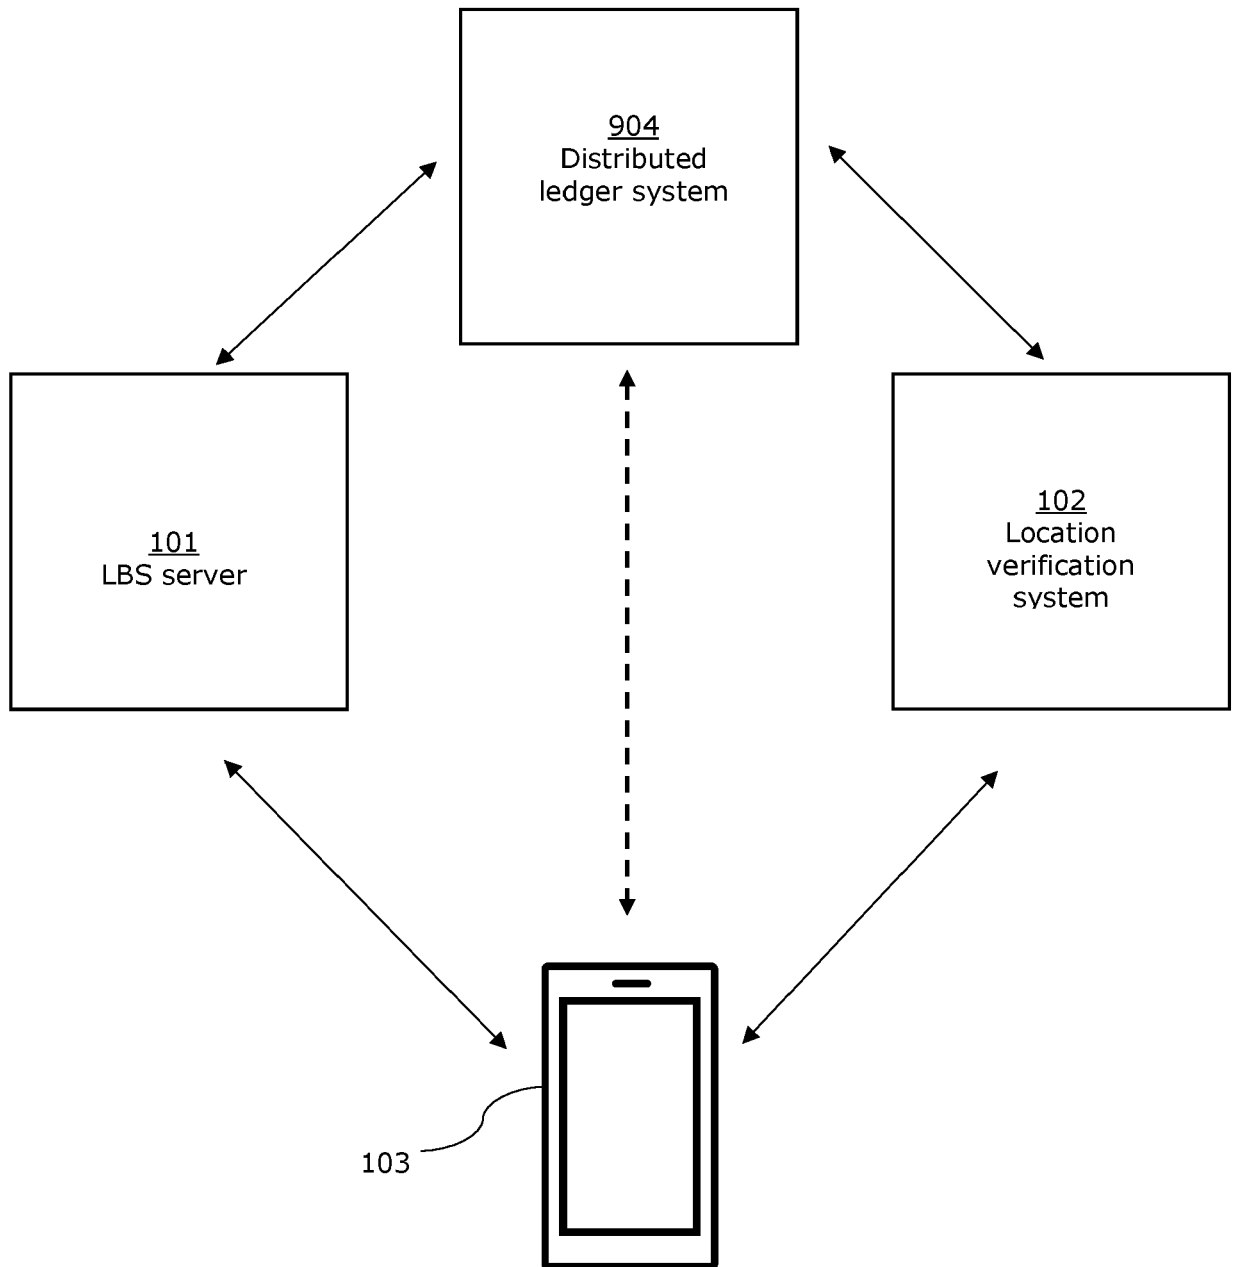 904
Distributed
ledger system
101
LBS server
102
Location
verification
system
103